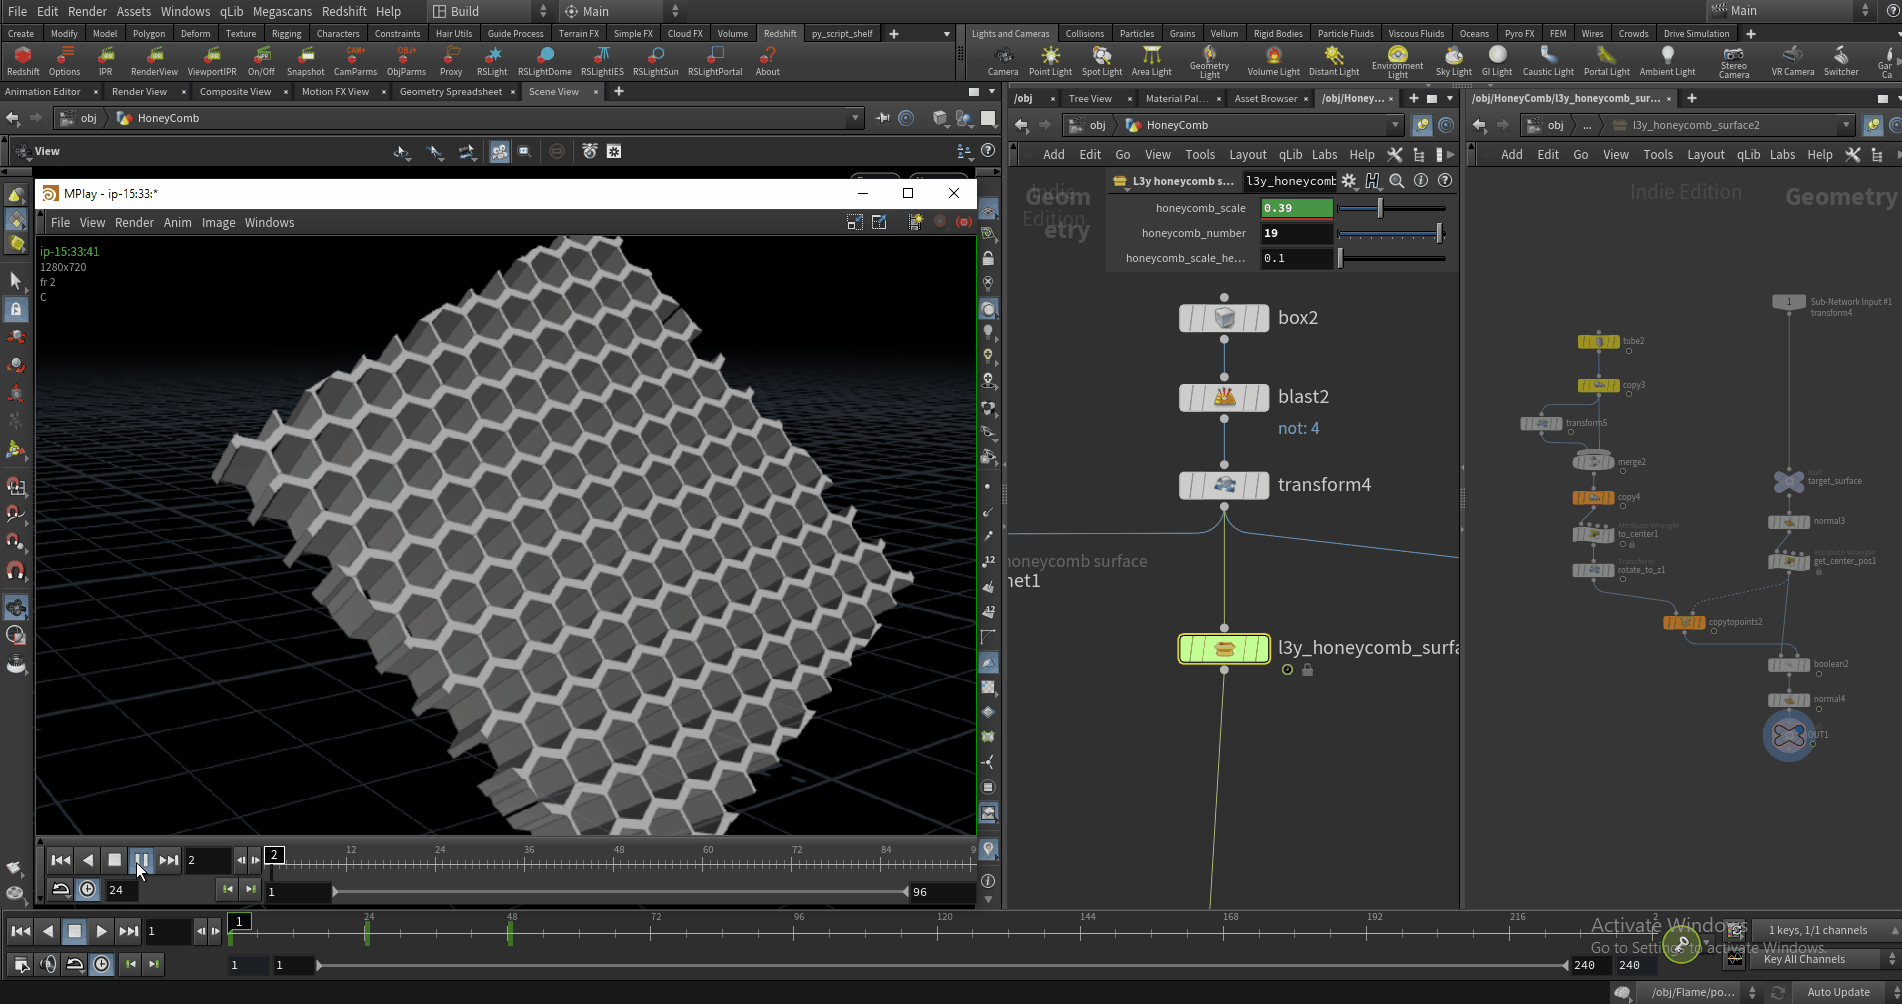 File Edit Render Assets Windows qLib Megascans Redshift Help Build Main Main
Create Modify Model Polygon Deform Texture Rigging Characters Constraints Hair Utils Guide Process Terrain FX Simple FX Cloud FX Volume Redshift py_script_shelf
Lights and Cameras Collisions Particles Grains Vellum Rigid Bodies Particle Fluids Viscous Fluids Oceans Pyro FX FEM Wires Crowds Drive Simulation
Redshift Options IPR RenderView ViewportIPR On/Off Snapshot CamParms ObjParms Proxy RSLight RSLightDome RSLightIES RSLightSun RSLightPortal About
Camera Point Light Spot Light Area Light Geometry Light Volume Light Distant Light Environment Light Sky Light GI Light Caustic Light Portal Light Ambient Light Stereo Camera VR Camera Switcher
Animation Editor Render View Composite View Motion FX View Geometry Spreadsheet Scene View
/obj Tree View Material Pal... Asset Browser /obj/Honey...
/obj/HoneyComb/l3y_honeycomb_sur...
obj HoneyComb
obj HoneyComb
obj ... l3y_honeycomb_surface2
View
Add Edit Go View Tools Layout qLib Labs Help
Add Edit Go View Tools Layout qLib Labs Help
MPlay - ip-15:33:*
File View Render Anim Image Windows
ip-15:33:41
1280x720
fr 2
C
Indie Edition
Geometry
L3y honeycomb s... l3y_honeycomb
honeycomb_scale 0.39
honeycomb_number 19
honeycomb_scale_he... 0.1
box2
blast2
not: 4
transform4
honeycomb surface
net1
l3y_honeycomb_surfa
Indie Edition
Geometry
1
Sub-Network Input #1
transform4
tube2
copy3
transform5
merge2
copy4
Attribute Wrangle
to_center1
Transform
rotate_to_z1
Null
target_surface
normal3
Attribute Wrangle
get_center_pos1
copytopoints2
boolean2
normal4
OUT1
2 2 12 24 36 48 60 72 84 9
24 1 96
1 1 24 48 72 96 120 144 168 192 216 2
1 1 240 240
Activate Windows
Go to Settings to activate Windows.
1 keys, 1/1 channels
Key All Channels
/obj/Flame/po... Auto Update